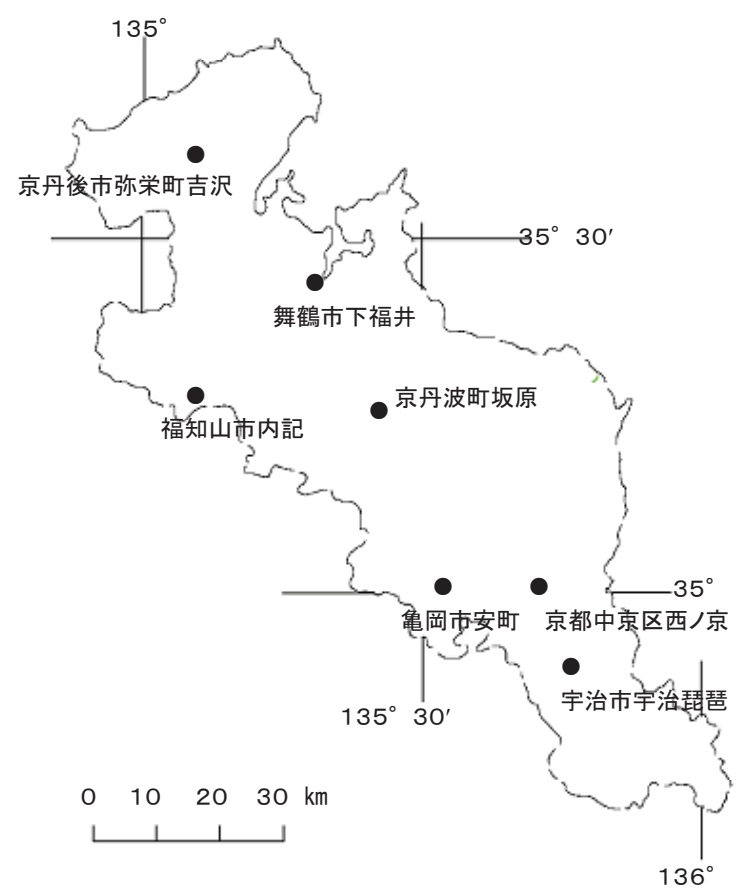 135°
京丹後市弥栄町吉沢
35° 30′
舞鶴市下福井
京丹波町坂原
福知山市内記
35°
亀岡市安町
京都中京区西ノ京
宇治市宇治琵琶
135° 30′
0 10 20 30 ㎞
136°